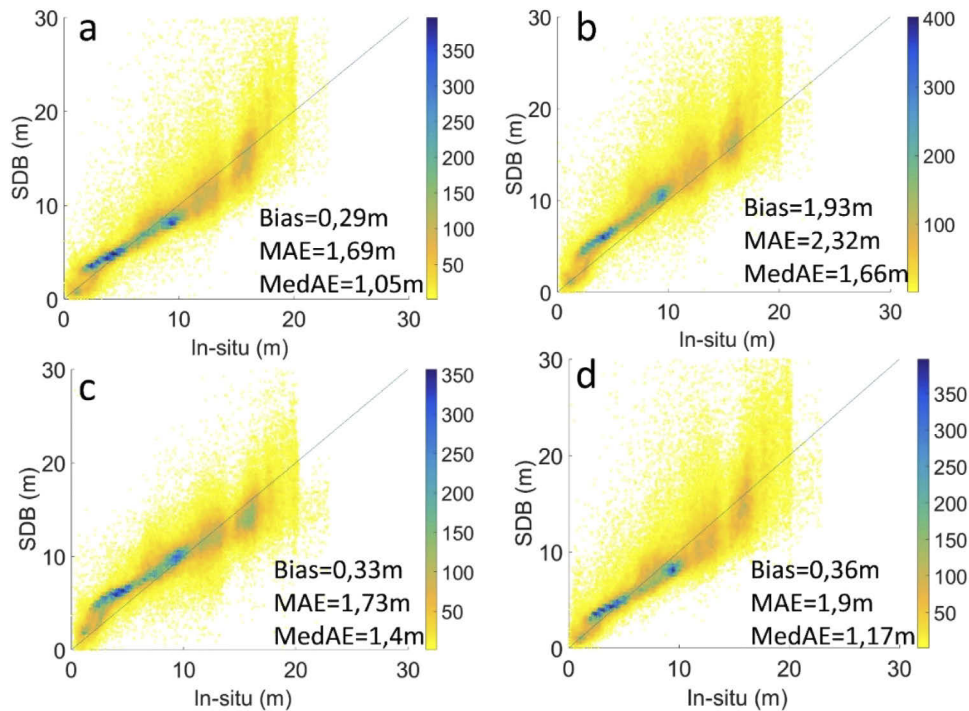 a
30
20
10
0
SDB (m)
0
10
20
30
In-situ (m)
Bias=0,29m
MAE=1,69m
MedAE=1,05m
350
300
250
200
150
100
50
b
30
20
10
0
SDB (m)
0
10
20
30
In-situ (m)
Bias=1,93m
MAE=2,32m
MedAE=1,66m
400
300
200
100
c
30
20
10
0
SDB (m)
0
10
20
30
In-situ (m)
Bias=0,33m
MAE=1,73m
MedAE=1,4m
350
300
250
200
150
100
50
d
30
20
10
0
SDB (m)
0
10
20
30
In-situ (m)
Bias=0,36m
MAE=1,9m
MedAE=1,17m
350
300
250
200
150
100
50